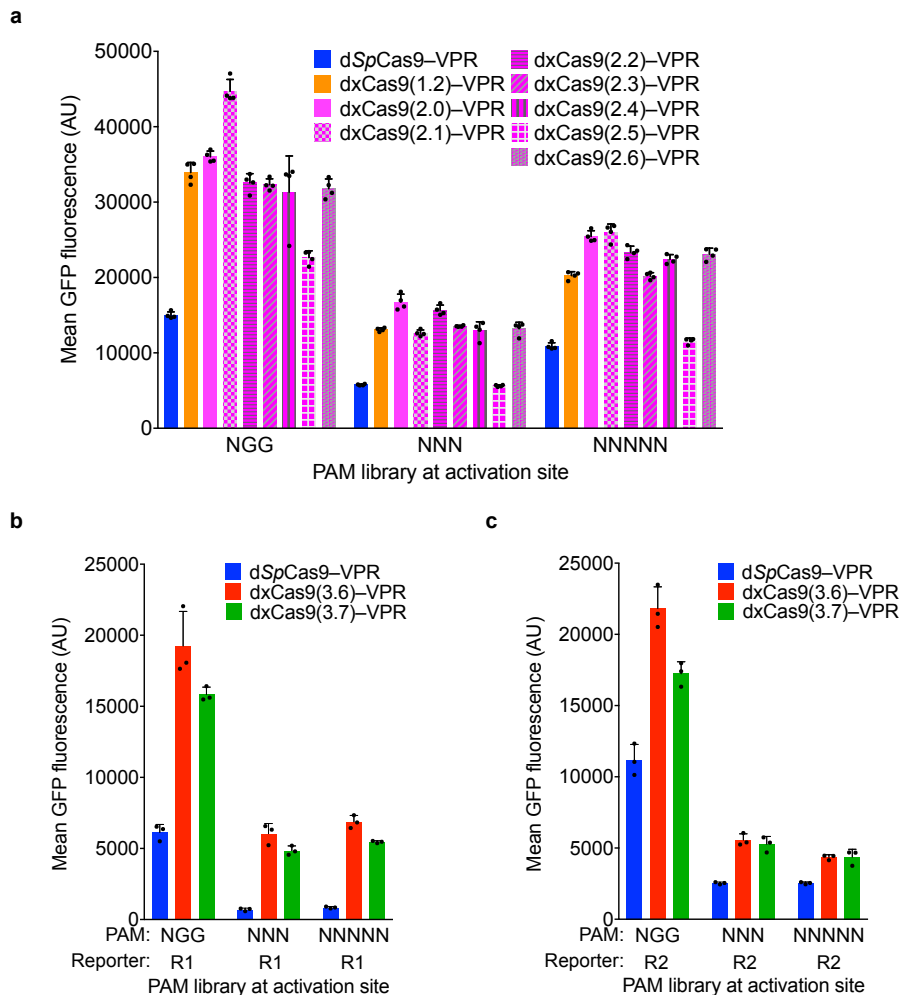 a
Mean GFP fluorescence (AU)
50000
40000
30000
20000
10000
0
dSpCas9–VPR
dxCas9(1.2)–VPR
dxCas9(2.0)–VPR
dxCas9(2.1)–VPR
dxCas9(2.2)–VPR
dxCas9(2.3)–VPR
dxCas9(2.4)–VPR
dxCas9(2.5)–VPR
dxCas9(2.6)–VPR
NGG NNN NNNNN
PAM library at activation site
b
Mean GFP fluorescence (AU)
25000
20000
15000
10000
5000
0
dSpCas9–VPR
dxCas9(3.6)–VPR
dxCas9(3.7)–VPR
PAM: NGG NNN NNNNN
Reporter: R1 R1 R1
PAM library at activation site
c
Mean GFP fluorescence (AU)
25000
20000
15000
10000
5000
0
dSpCas9–VPR
dxCas9(3.6)–VPR
dxCas9(3.7)–VPR
PAM: NGG NNN NNNNN
Reporter: R2 R2 R2
PAM library at activation site